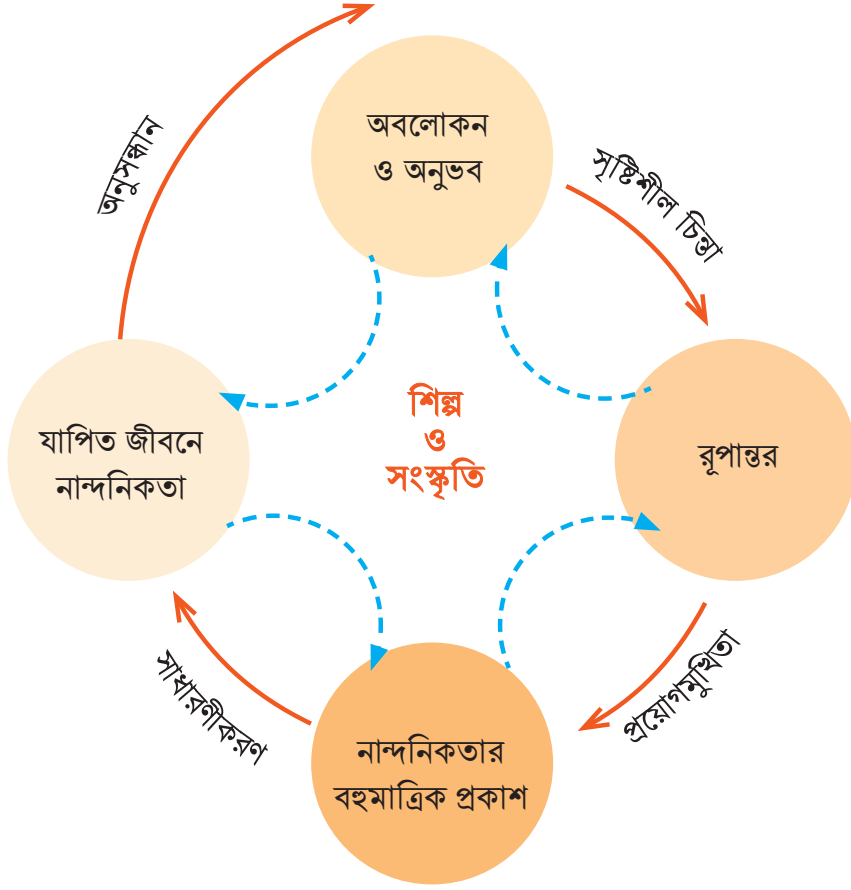 অবলোকন
ও অনুভব
সৃষ্টিশীল চিন্তা
রূপান্তর
প্রয়োগমুখিতা
নান্দনিকতার
বহুমাত্রিক প্রকাশ
সাধারণীকরণ
যাপিত জীবনে
নান্দনিকতা
অনুসন্ধান
শিল্প
ও
সংস্কৃতি